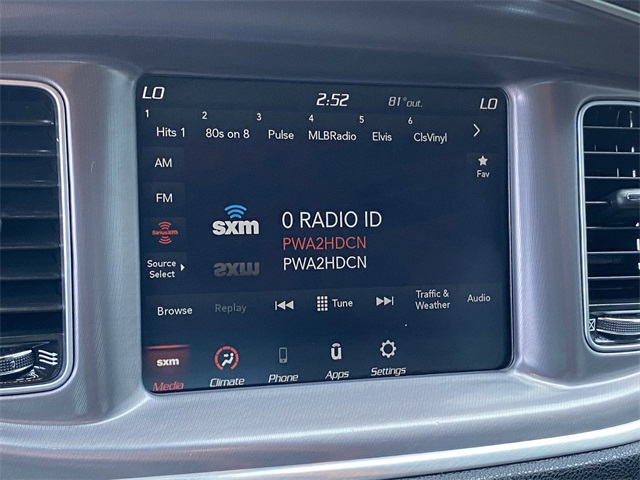 LO 2:52 81°out. LO
1 2 3 4 5 6
Hits 1 80s on 8 Pulse MLBRadio Elvis ClsVinyl
AM
Fav
FM
sxm 0 RADIO ID
SiriusXM
PWA2HDCN
PWA2HDCN
Source
Select
Browse Replay Tune Traffic &
Weather Audio
sxm
Media Climate Phone Apps Settings